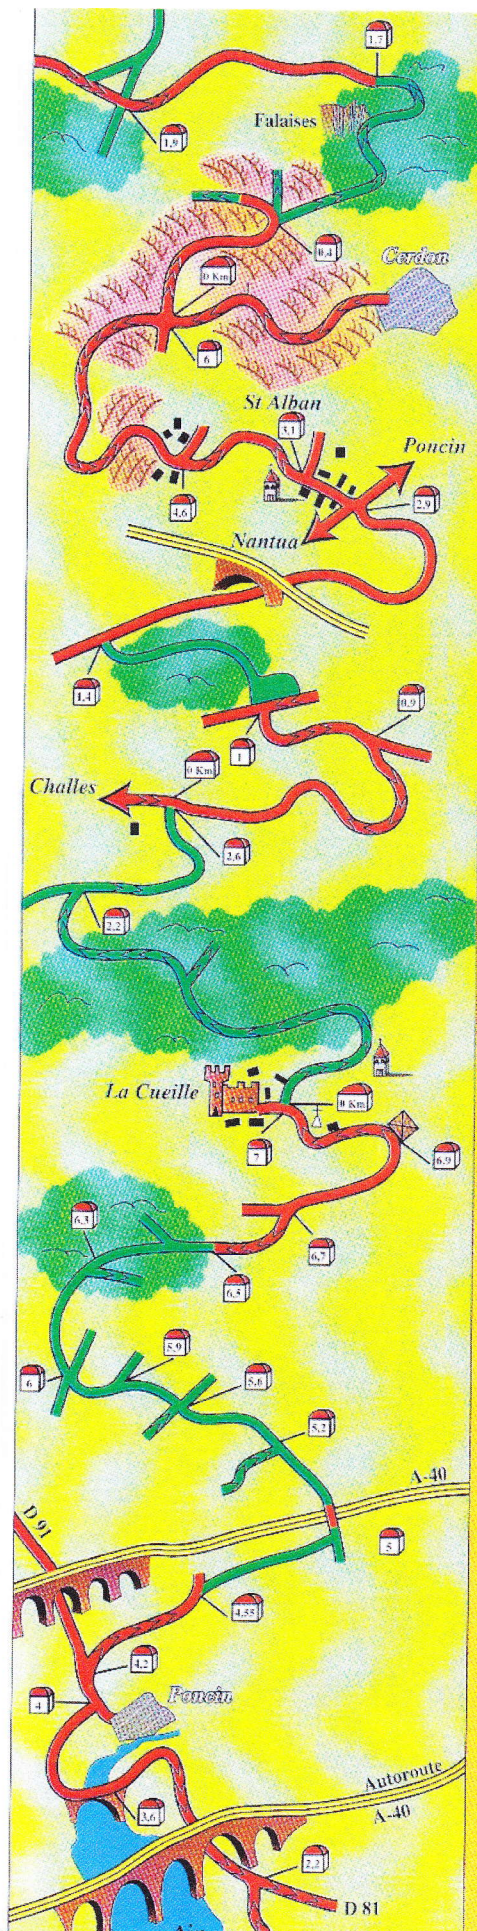 1,7
Falaises
1,9
0,4
Cerdon
0 Km
6
St Alban
3,1
Poncin
4,6
2,9
Nantua
1,4
0,9
1
0 Km
Challes
2,6
2,2
La Cueille
0 Km
7
6,9
6,3
6,7
6,5
5,9
6
5,6
5,2
A-40
D 91
5
4,55
4,2
4
Poncin
Autoroute
A-40
3,6
2,2
D 81